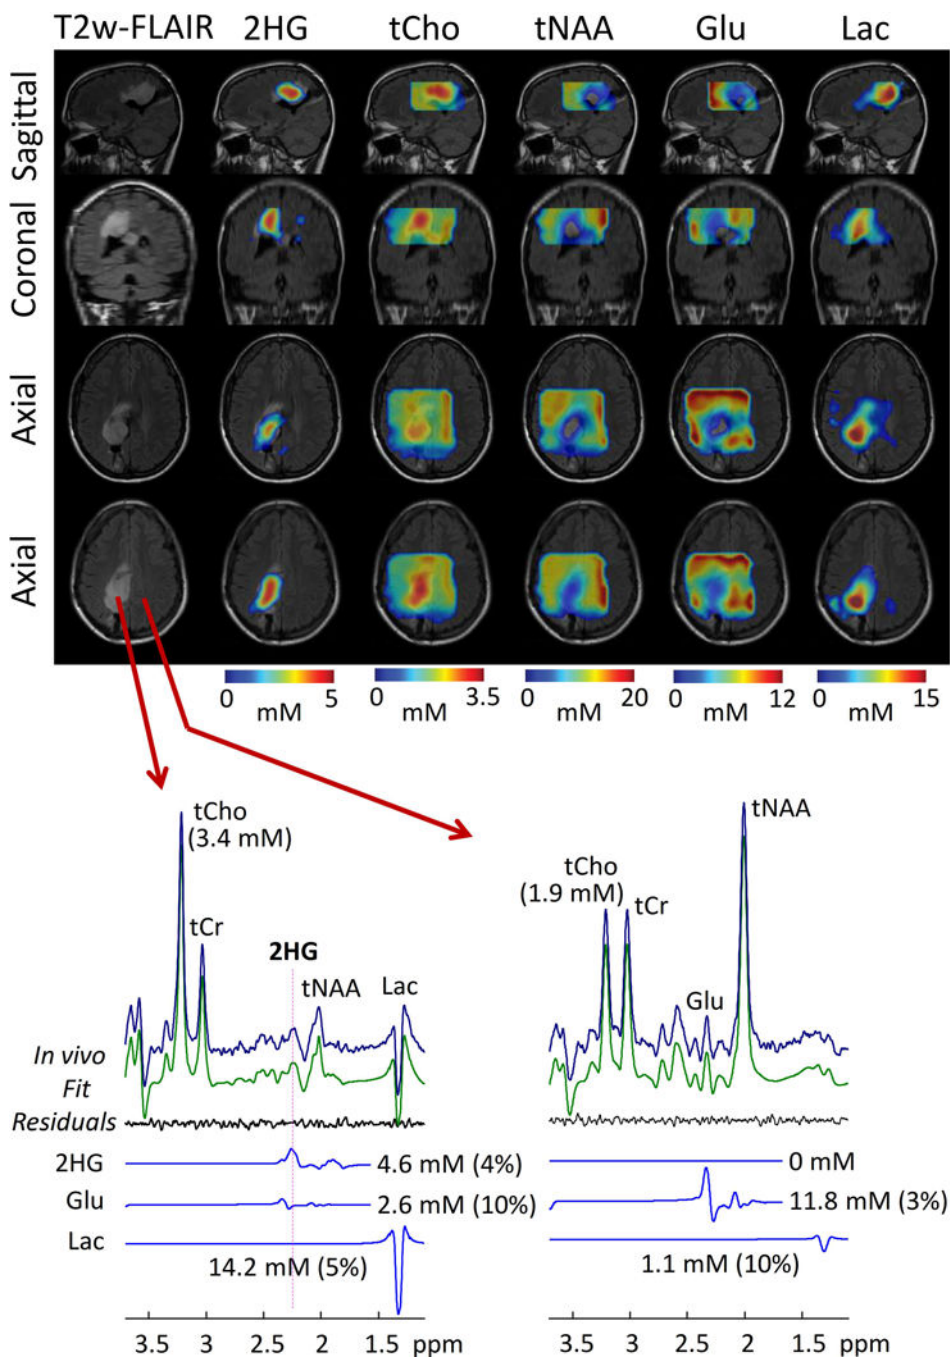 T2w-FLAIR 2HG tCho tNAA Glu Lac
Sagittal
Coronal
Axial
Axial
0 5 0 3.5 0 20 0 12 0 15
mM mM mM mM mM
tCho
(3.4 mM)
tCr
2HG
tNAA
Lac
tNAA
tCho
(1.9 mM)
tCr
Glu
In vivo
Fit
Residuals
2HG 4.6 mM (4%) 0 mM
Glu 2.6 mM (10%) 11.8 mM (3%)
Lac
14.2 mM (5%) 1.1 mM (10%)
3.5 3 2.5 2 1.5 ppm 3.5 3 2.5 2 1.5 ppm